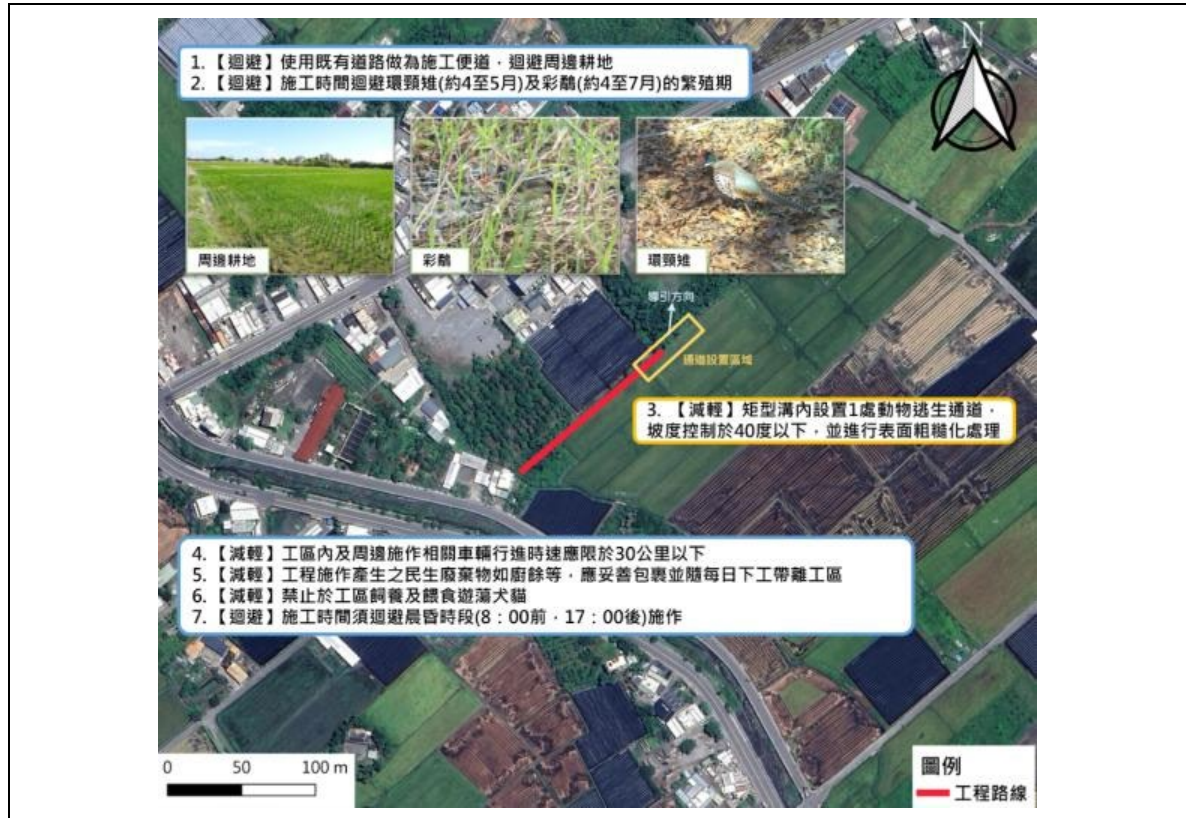 N
1. 【迴避】使用既有道路做為施工便道，迴避周邊耕地
2. 【迴避】施工時間迴避環頸雉(約4至5月)及彩鷸(約4至7月)的繁殖期
周邊耕地
彩鷸
環頸雉
導引方向
通道設置區域
3. 【減輕】矩型溝內設置1處動物逃生通道，
坡度控制於40度以下，並進行表面粗糙化處理
4. 【減輕】工區內及周邊施作相關車輛行進時速應限於30公里以下
5. 【減輕】工程施作產生之民生廢棄物如廚餘等，應妥善包裹並隨每日下工帶離工區
6. 【減輕】禁止於工區飼養及餵食遊蕩犬貓
7. 【迴避】施工時間須迴避晨昏時段(8：00前，17：00後)施作
0 50 100 m
圖例
工程路線